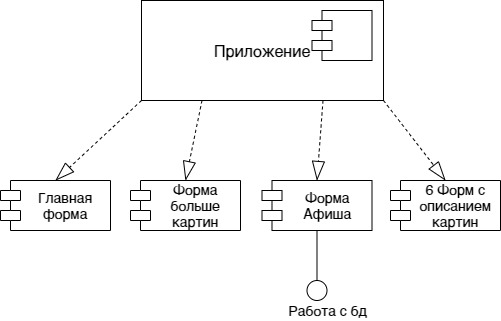 Приложение
Главная
форма
Форма
больше
картин
Форма
Афиша
6 Форм с
описанием
картин
Работа с бд